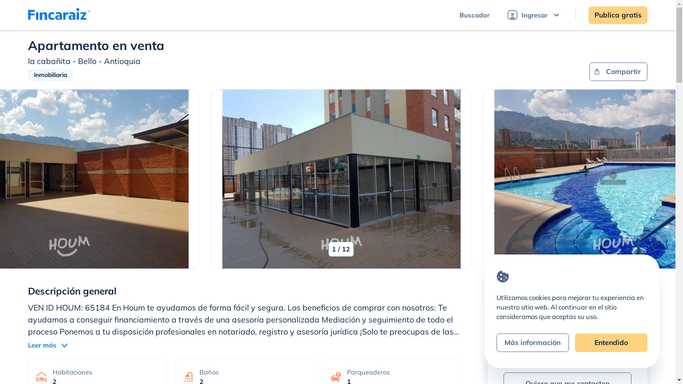 Fincaraiz
Buscador
Ingresar
Publica gratis
Apartamento en venta
la cabañita - Bello - Antioquia
Inmobiliaria
Compartir
HOUM
HOUM
HOUM
1 / 12
Descripción general
VEN ID HOUM: 65184 En Houm te ayudamos de forma fácil y segura. Los beneficios de comprar con nosotros: Te
ayudamos a conseguir financiamiento a través de una asesoría personalizada Mediación y seguimiento de todo el
proceso Ponemos a tu disposición profesionales en notariado, registro y asesoría jurídica ¡Solo te preocupas de las...
Leer más
Habitaciones
2
Baños
2
Parqueaderos
1
Utilizamos cookies para mejorar tu experiencia en
nuestro sitio web. Al continuar en el sitio
consideramos que aceptas su uso.
Más información
Entendido
Quiero que me contacten